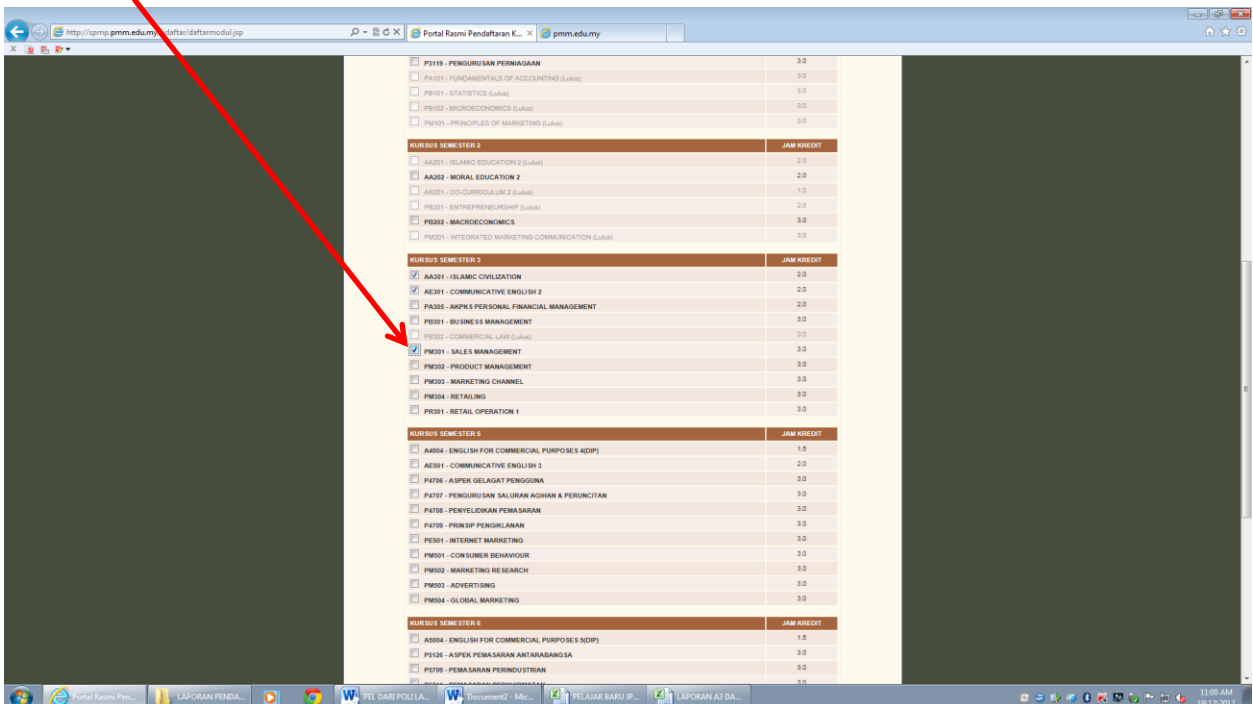 http://sprnp.pmm.edu.my daftar/daftarmodul.jsp
Portal Rasmi Pendaftaran K...
pmm.edu.my
P3119 - PENGURUSAN PERNIAGAAN 3.0
PA101 - FUNDAMENTALS OF ACCOUNTING (Lulus) 3.0
PB101 - STATISTICS (Lulus) 3.0
PB102 - MICROECONOMICS (Lulus) 3.0
PM101 - PRINCIPLES OF MARKETING (Lulus) 3.0
KURSUS SEMESTER 2 JAM KREDIT
AA201 - ISLAMIC EDUCATION 2 (Lulus) 2.0
AA202 - MORAL EDUCATION 2 2.0
AR201 - CO-CURRICULUM 2 (Lulus) 1.0
PB201 - ENTREPRENEURSHIP (Lulus) 2.0
PB202 - MACROECONOMICS 3.0
PM201 - INTEGRATED MARKETING COMMUNICATION (Lulus) 3.0
KURSUS SEMESTER 3 JAM KREDIT
AA301 - ISLAMIC CIVILIZATION 2.0
AE301 - COMMUNICATIVE ENGLISH 2 2.0
PA305 - AKPKS PERSONAL FINANCIAL MANAGEMENT 2.0
PB301 - BUSINESS MANAGEMENT 3.0
PB302 - COMMERCIAL LAW (Lulus) 3.0
PM301 - SALES MANAGEMENT 3.0
PM302 - PRODUCT MANAGEMENT 3.0
PM303 - MARKETING CHANNEL 3.0
PM304 - RETAILING 3.0
PR301 - RETAIL OPERATION 1 3.0
KURSUS SEMESTER 5 JAM KREDIT
A4004 - ENGLISH FOR COMMERCIAL PURPOSES 4(DIP) 1.5
AE501 - COMMUNICATIVE ENGLISH 3 2.0
P4706 - ASPEK GELAGAT PENGGUNA 3.0
P4707 - PENGURUSAN SALURAN AGIHAN & PERUNCITAN 3.0
P4708 - PENYELIDIKAN PEMASARAN 3.0
P4709 - PRINSIP PENGIKLANAN 3.0
PE501 - INTERNET MARKETING 3.0
PM501 - CONSUMER BEHAVIOUR 3.0
PM502 - MARKETING RESEARCH 3.0
PM503 - ADVERTISING 3.0
PM504 - GLOBAL MARKETING 3.0
KURSUS SEMESTER 6 JAM KREDIT
A5004 - ENGLISH FOR COMMERCIAL PURPOSES 5(DIP) 1.5
P5126 - ASPEK PEMASARAN ANTARABANGSA 3.0
P5709 - PEMASARAN PERINDUSTRIAN 3.0
3.0
Portal Rasmi Pen...
LAPORAN PENDA...
PEL DARI POLI LA...
Document2 - Mic...
PELAJAR BARU JP...
LAPORAN A3 DA...
11:00 AM